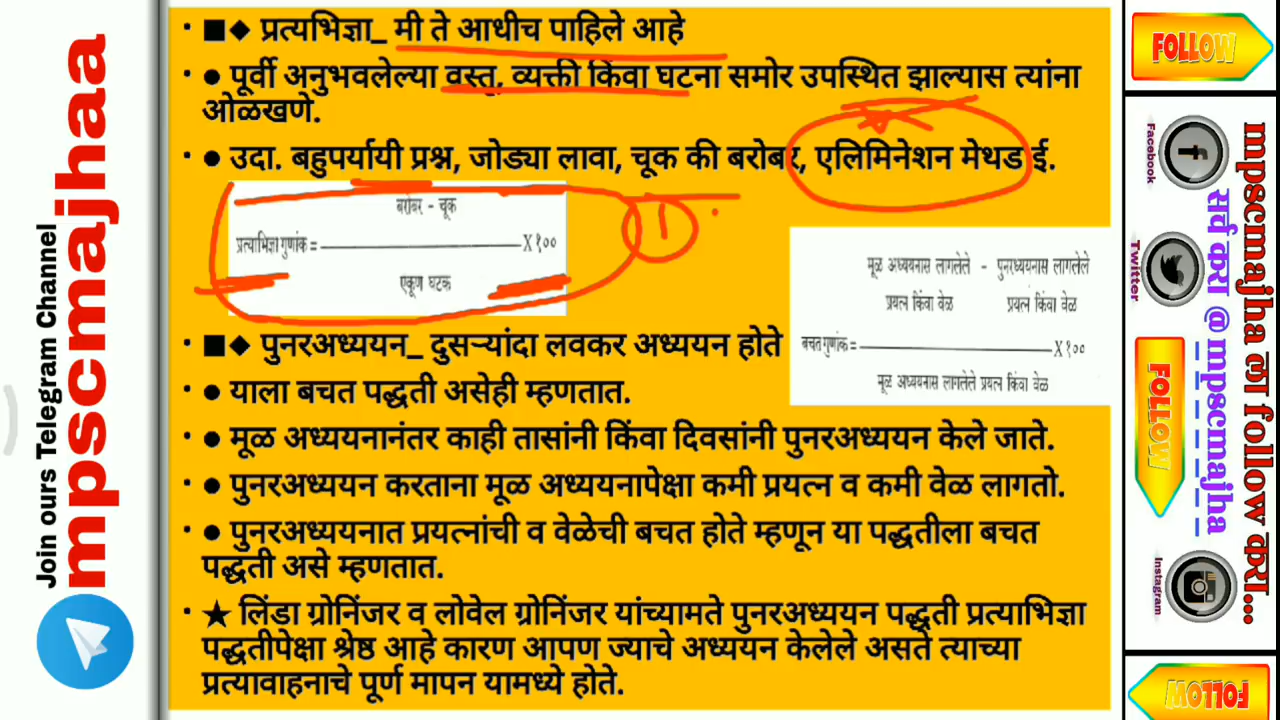 ■◆ प्रत्यभिज्ञा_ मी ते आधीच पाहिले आहे
● पूर्वी अनुभवलेल्या वस्तू, व्यक्ती किंवा घटना समोर उपस्थित झाल्यास त्यांना
ओळखणे.
● उदा. बहुपर्यायी प्रश्न, जोड्या लावा, चूक की बरोबर, एलिमिनेशन मेथड ई.
बरोबर - चूक
प्रत्याभिज्ञा गुणांक = X १००
एकूण घटक
①
मूळ अध्ययनास लागलेले - पुनरध्ययनास लागलेले
प्रयत्न किंवा वेळ प्रयत्न किंवा वेळ
बचत गुणांक = X १००
मूळ अध्ययनास लागलेले प्रयत्न किंवा वेळ
■◆ पुनरअध्ययन_ दुसऱ्यांदा लवकर अध्ययन होते
● याला बचत पद्धती असेही म्हणतात.
● मूळ अध्ययनानंतर काही तासांनी किंवा दिवसांनी पुनरअध्ययन केले जाते.
● पुनरअध्ययन करताना मूळ अध्ययनापेक्षा कमी प्रयत्न व कमी वेळ लागतो.
● पुनरअध्ययनात प्रयत्नांची व वेळेची बचत होते म्हणून या पद्धतीला बचत
पद्धती असे म्हणतात.
★ लिंडा ग्रोनिंजर व लोवेल ग्रोनिंजर यांच्यामते पुनरअध्ययन पद्धती प्रत्याभिज्ञा
पद्धतीपेक्षा श्रेष्ठ आहे कारण आपण ज्याचे अध्ययन केलेले असते त्याच्या
प्रत्यावाहनाचे पूर्ण मापन यामध्ये होते.
Join ours Telegram Channel
mpscmajhaa
FOLLOW
Facebook
Twitter
Instagram
mpscmajha ला follow करा...
सर्च करा @ mpscmajha
FOLLOW
FOLLOW